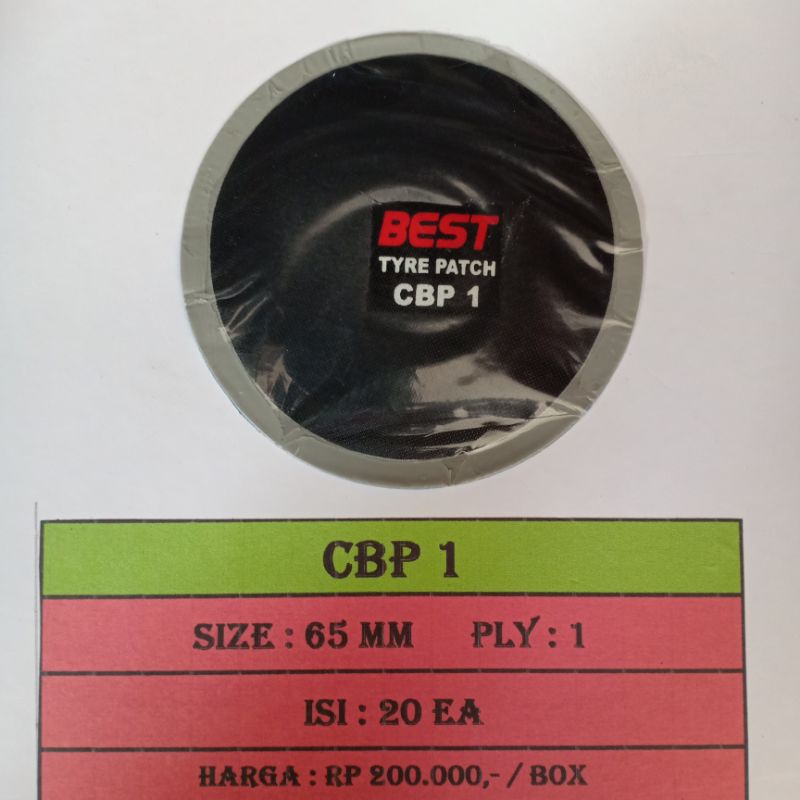 BEST
TYRE PATCH
CBP 1
CBP 1
SIZE : 65 MM PLY : 1
ISI : 20 EA
HARGA : RP 200.000,- / BOX